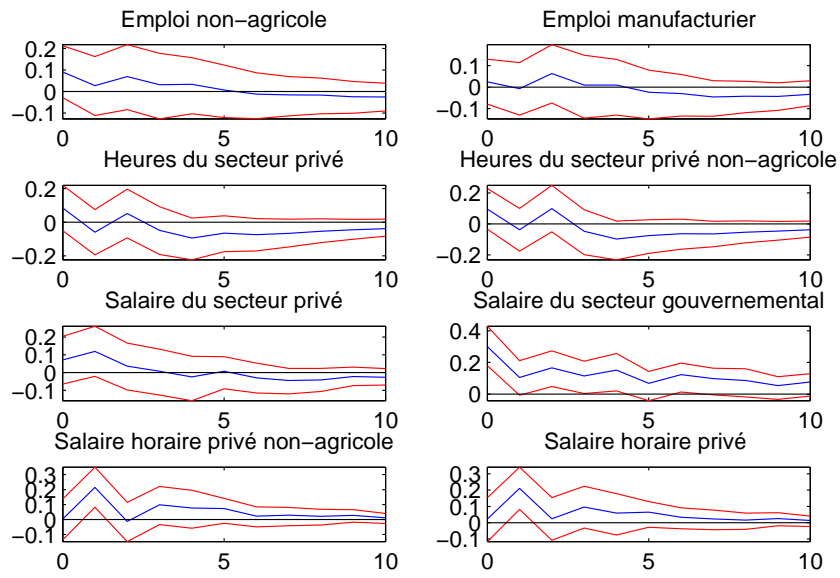 Emploi non−agricole
0.2
0.1
0
−0.1
0 5 10
Emploi manufacturier
0.1
0
−0.1
0 5 10
Heures du secteur privé
0.2
0
−0.2
0 5 10
Heures du secteur privé non−agricole
0.2
0
−0.2
0 5 10
Salaire du secteur privé
0.2
0.1
0
−0.1
0 5 10
Salaire du secteur gouvernemental
0.4
0.2
0
0 5 10
Salaire horaire privé non−agricole
0.3
0.2
0.1
0
−0.1
0 5 10
Salaire horaire privé
0.3
0.2
0.1
0
−0.1
0 5 10